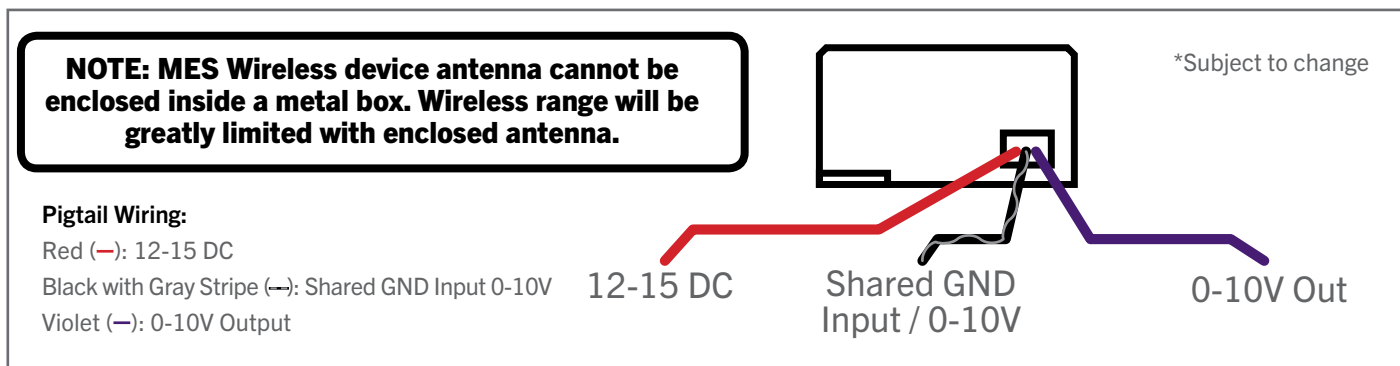 NOTE: MES Wireless device antenna cannot be
enclosed inside a metal box. Wireless range will be
greatly limited with enclosed antenna.
*Subject to change
Pigtail Wiring:
Red (—): 12-15 DC
Black with Gray Stripe (---): Shared GND Input 0-10V
Violet (—): 0-10V Output
12-15 DC
Shared GND
Input / 0-10V
0-10V Out